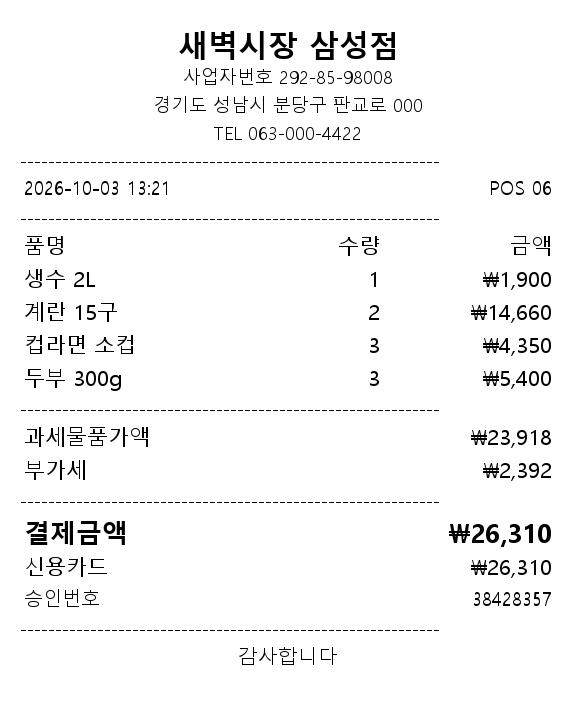 새벽시장 삼성점
사업자번호 292-85-98008
경기도 성남시 분당구 판교로 000
TEL 063-000-4422
2026-10-03 13:21 POS 06
품명 수량 금액
생수 2L 1 ₩1,900
계란 15구 2 ₩14,660
컵라면 소컵 3 ₩4,350
두부 300g 3 ₩5,400
과세물품가액 ₩23,918
부가세 ₩2,392
결제금액 ₩26,310
신용카드 ₩26,310
승인번호 38428357
감사합니다